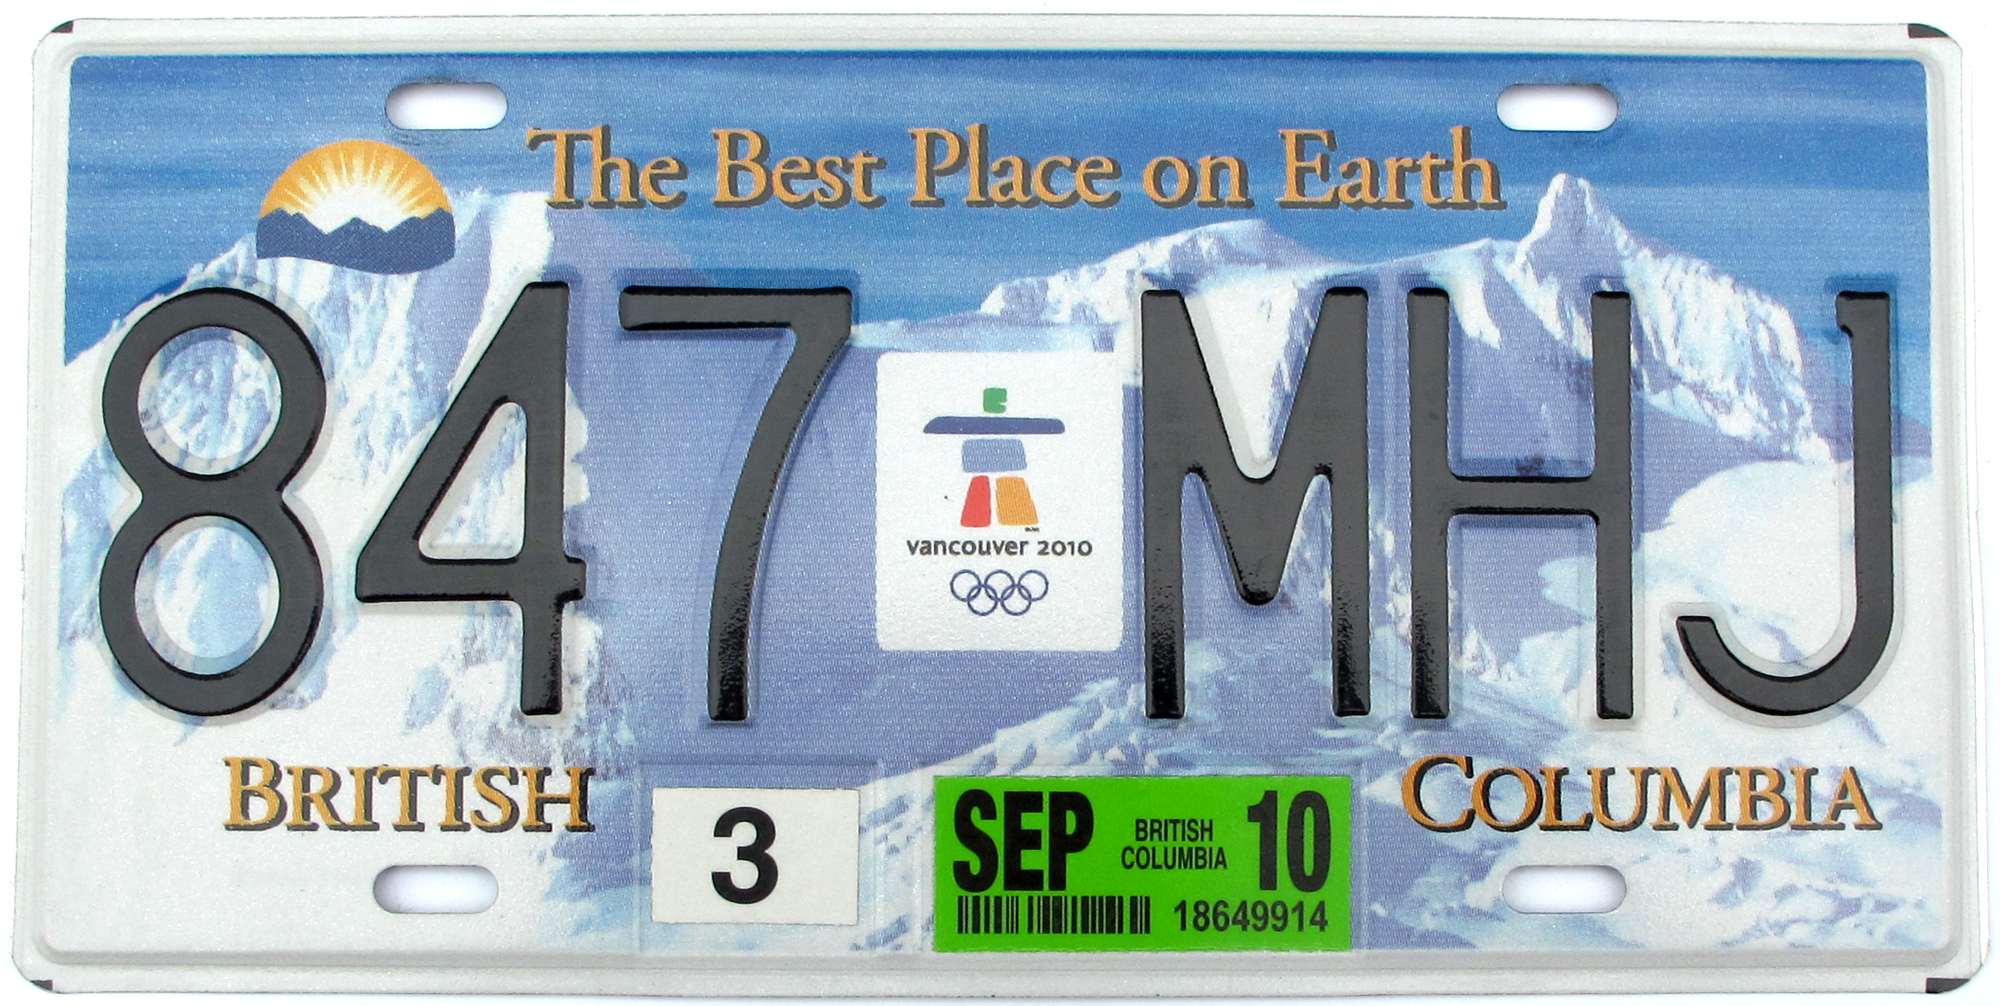 The Best Place on Earth
847 MHJ
vancouver 2010
BRITISH COLUMBIA
3
SEP BRITISH COLUMBIA 10
18649914